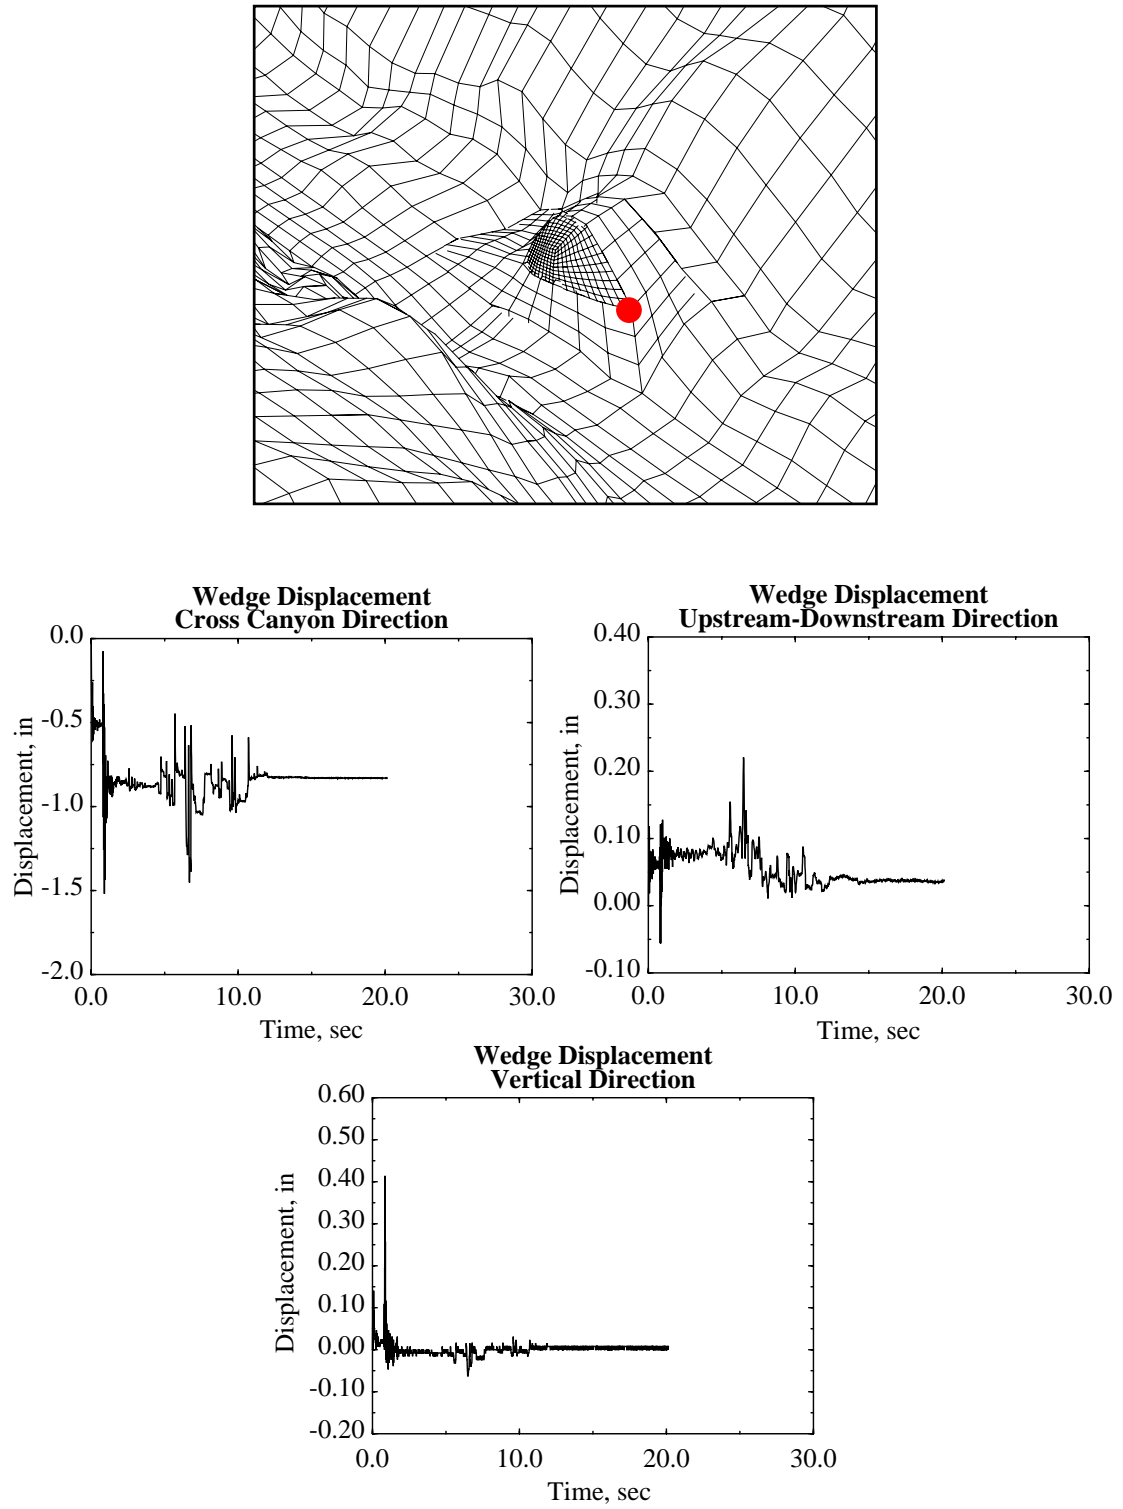 Wedge Displacement
Cross Canyon Direction
0.0
-0.5
-1.0
-1.5
-2.0
Displacement, in
0.0
10.0
20.0
30.0
Time, sec
Wedge Displacement
Upstream-Downstream Direction
0.40
0.30
0.20
0.10
0.00
-0.10
Displacement, in
0.0
10.0
20.0
30.0
Time, sec
Wedge Displacement
Vertical Direction
0.60
0.50
0.40
0.30
0.20
0.10
0.00
-0.10
-0.20
Displacement, in
0.0
10.0
20.0
30.0
Time, sec